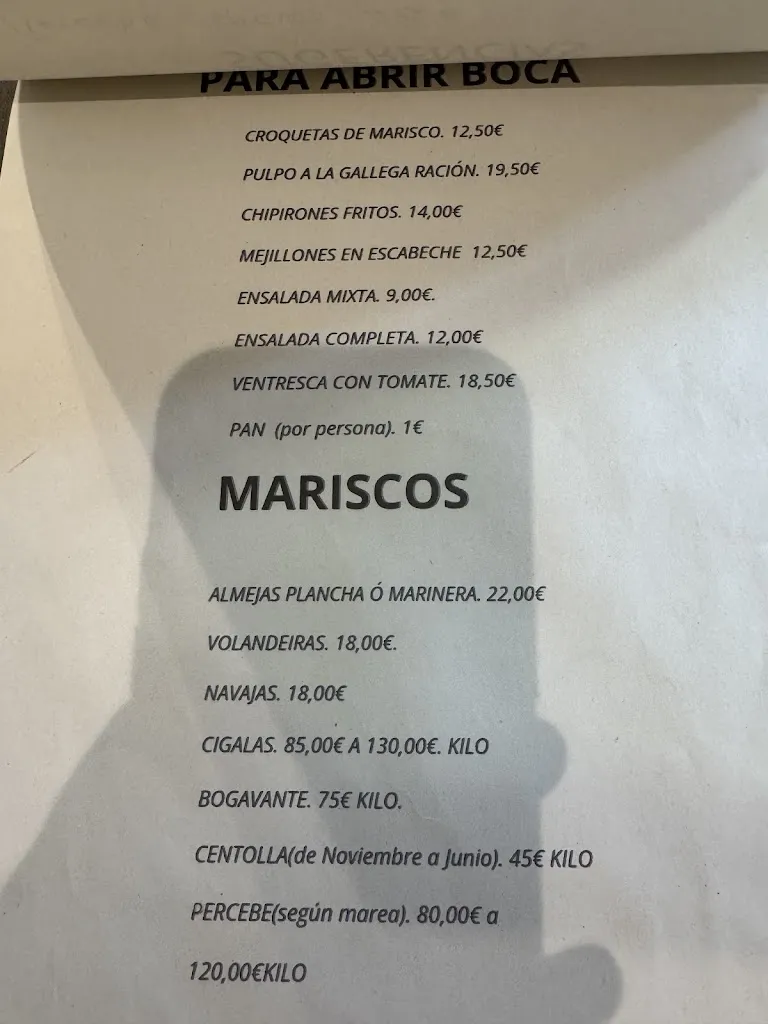 PARA ABRIR BOCA
CROQUETAS DE MARISCO. 12,50€
PULPO A LA GALLEGA RACIÓN. 19,50€
CHIPIRONES FRITOS. 14,00€
MEJILLONES EN ESCABECHE 12,50€
ENSALADA MIXTA. 9,00€.
ENSALADA COMPLETA. 12,00€
VENTRESCA CON TOMATE. 18,50€
PAN (por persona). 1€
MARISCOS
ALMEJAS PLANCHA Ó MARINERA. 22,00€
VOLANDEIRAS. 18,00€.
NAVAJAS. 18,00€
CIGALAS. 85,00€ A 130,00€. KILO
BOGAVANTE. 75€ KILO.
CENTOLLA(de Noviembre a Junio). 45€ KILO
PERCEBE(según marea). 80,00€ a
120,00€KILO